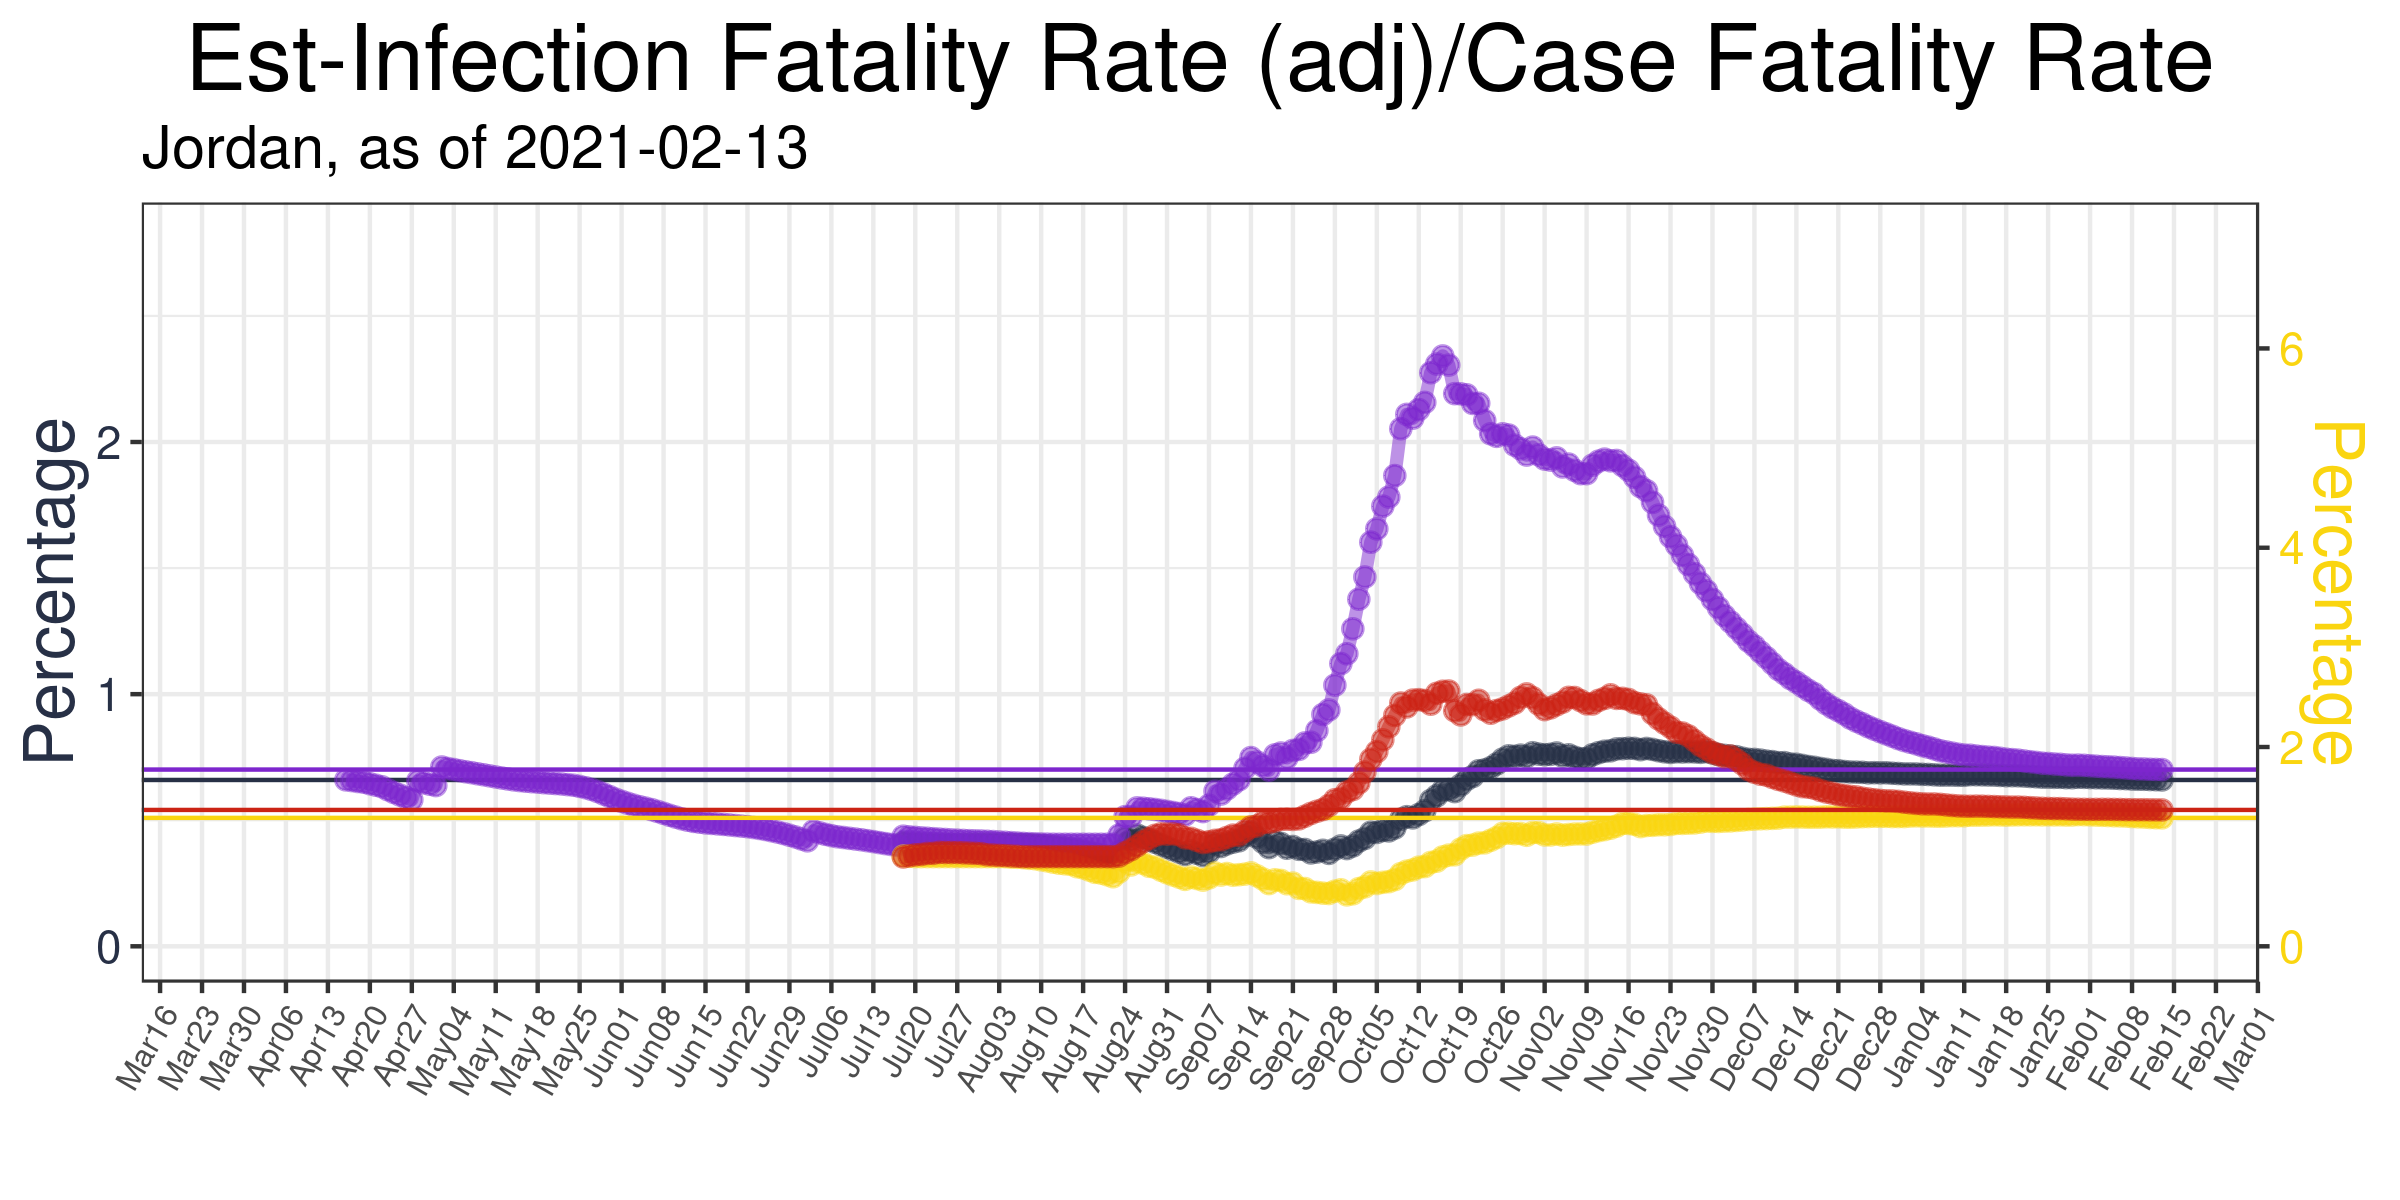 Est-Infection Fatality Rate (adj)/Case Fatality Rate
Jordan, as of 2021-02-13
Percentage
2
1
0
6
4
2
0
Percentage
Mar16
Mar23
Mar30
Apr06
Apr13
Apr20
Apr27
May04
May11
May18
May25
Jun01
Jun08
Jun15
Jun22
Jun29
Jul06
Jul13
Jul20
Jul27
Aug03
Aug10
Aug17
Aug24
Aug31
Sep07
Sep14
Sep21
Sep28
Oct05
Oct12
Oct19
Oct26
Nov02
Nov09
Nov16
Nov23
Nov30
Dec07
Dec14
Dec21
Dec28
Jan04
Jan11
Jan18
Jan25
Feb01
Feb08
Feb15
Feb22
Mar01